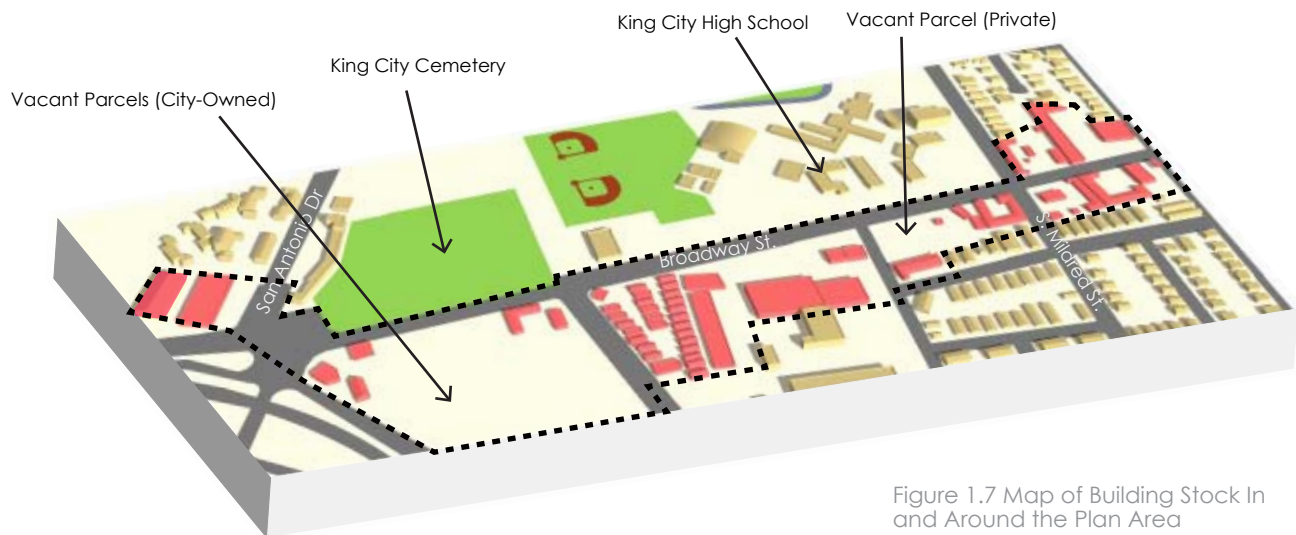 King City High School
Vacant Parcel (Private)
King City Cemetery
Vacant Parcels (City-Owned)
San Antonio Dr
Broadway St.
S. Mildred St.
Figure 1.7 Map of Building Stock In
and Around the Plan Area